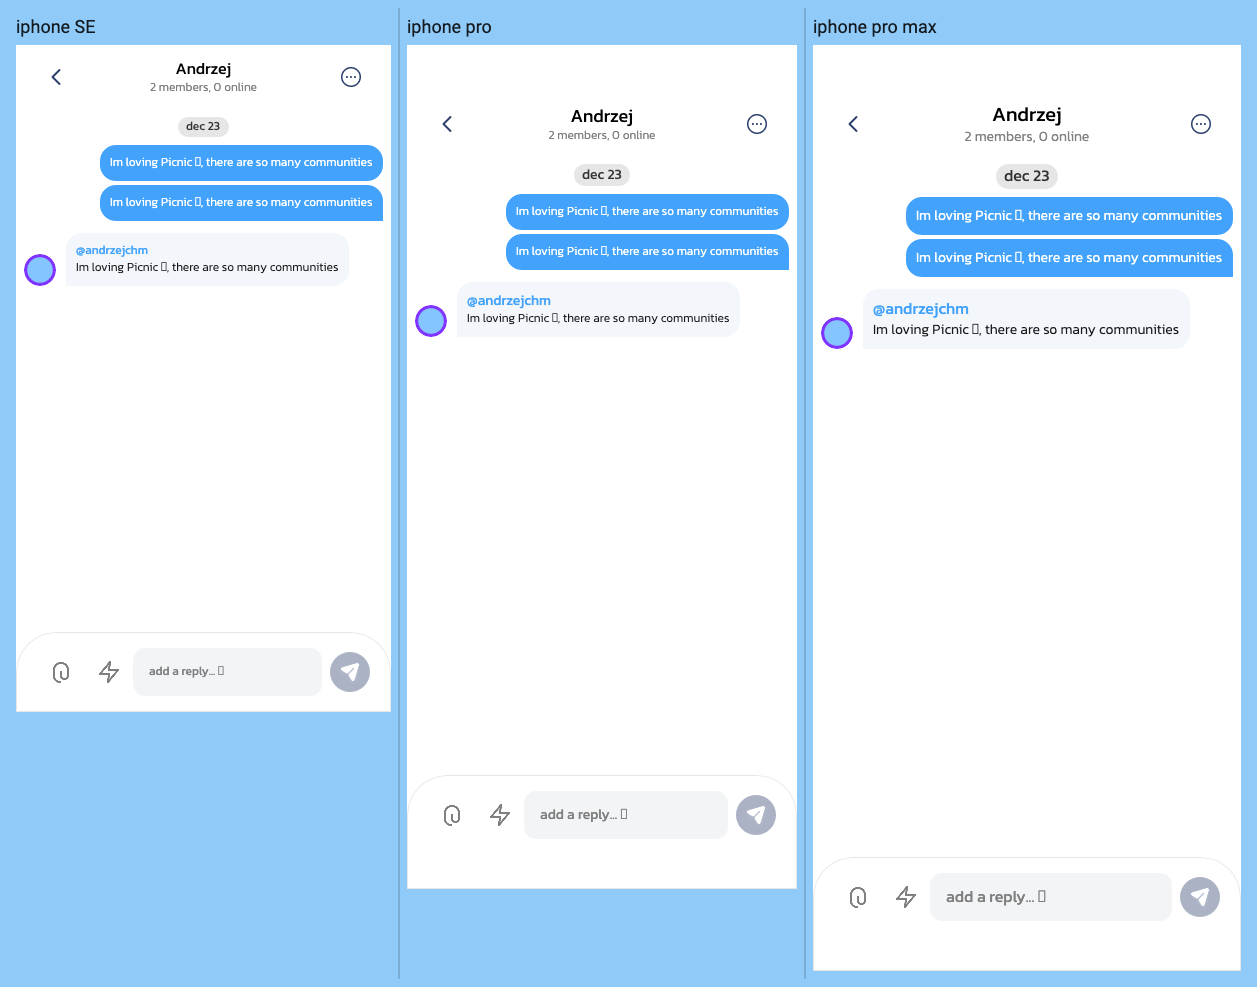 iphone SE
Andrzej
2 members, 0 online
dec 23
Im loving Picnic ▯, there are so many communities
Im loving Picnic ▯, there are so many communities
@andrzejchm
Im loving Picnic ▯, there are so many communities
add a reply... ▯
iphone pro
Andrzej
2 members, 0 online
dec 23
Im loving Picnic ▯, there are so many communities
Im loving Picnic ▯, there are so many communities
@andrzejchm
Im loving Picnic ▯, there are so many communities
add a reply... ▯
iphone pro max
Andrzej
2 members, 0 online
dec 23
Im loving Picnic ▯, there are so many communities
Im loving Picnic ▯, there are so many communities
@andrzejchm
Im loving Picnic ▯, there are so many communities
add a reply... ▯